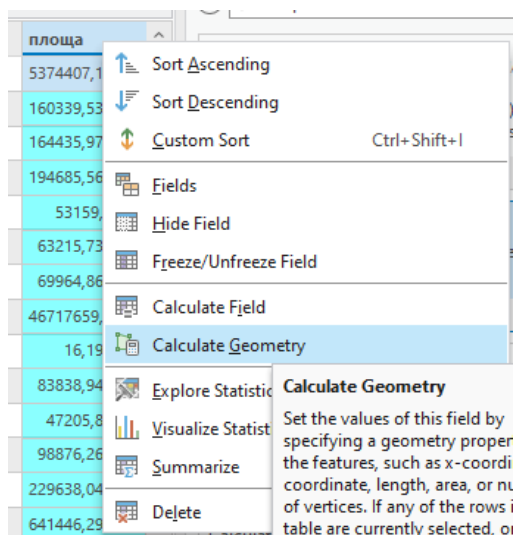 площа
5374407,1
160339,53
164435,97
194685,56
53159,
63215,73
69964,86
46717659,
16,19
83838,94
47205,8
98876,26
229638,04
641446,29
Sort Ascending
Sort Descending
Custom Sort Ctrl+Shift+I
Fields
Hide Field
Freeze/Unfreeze Field
Calculate Field
Calculate Geometry
Explore Statistic
Visualize Statist
Summarize
Delete
Calculate Geometry
Set the values of this field by
specifying a geometry proper
the features, such as x-coordi
coordinate, length, area, or nu
of vertices. If any of the rows i
table are currently selected, or